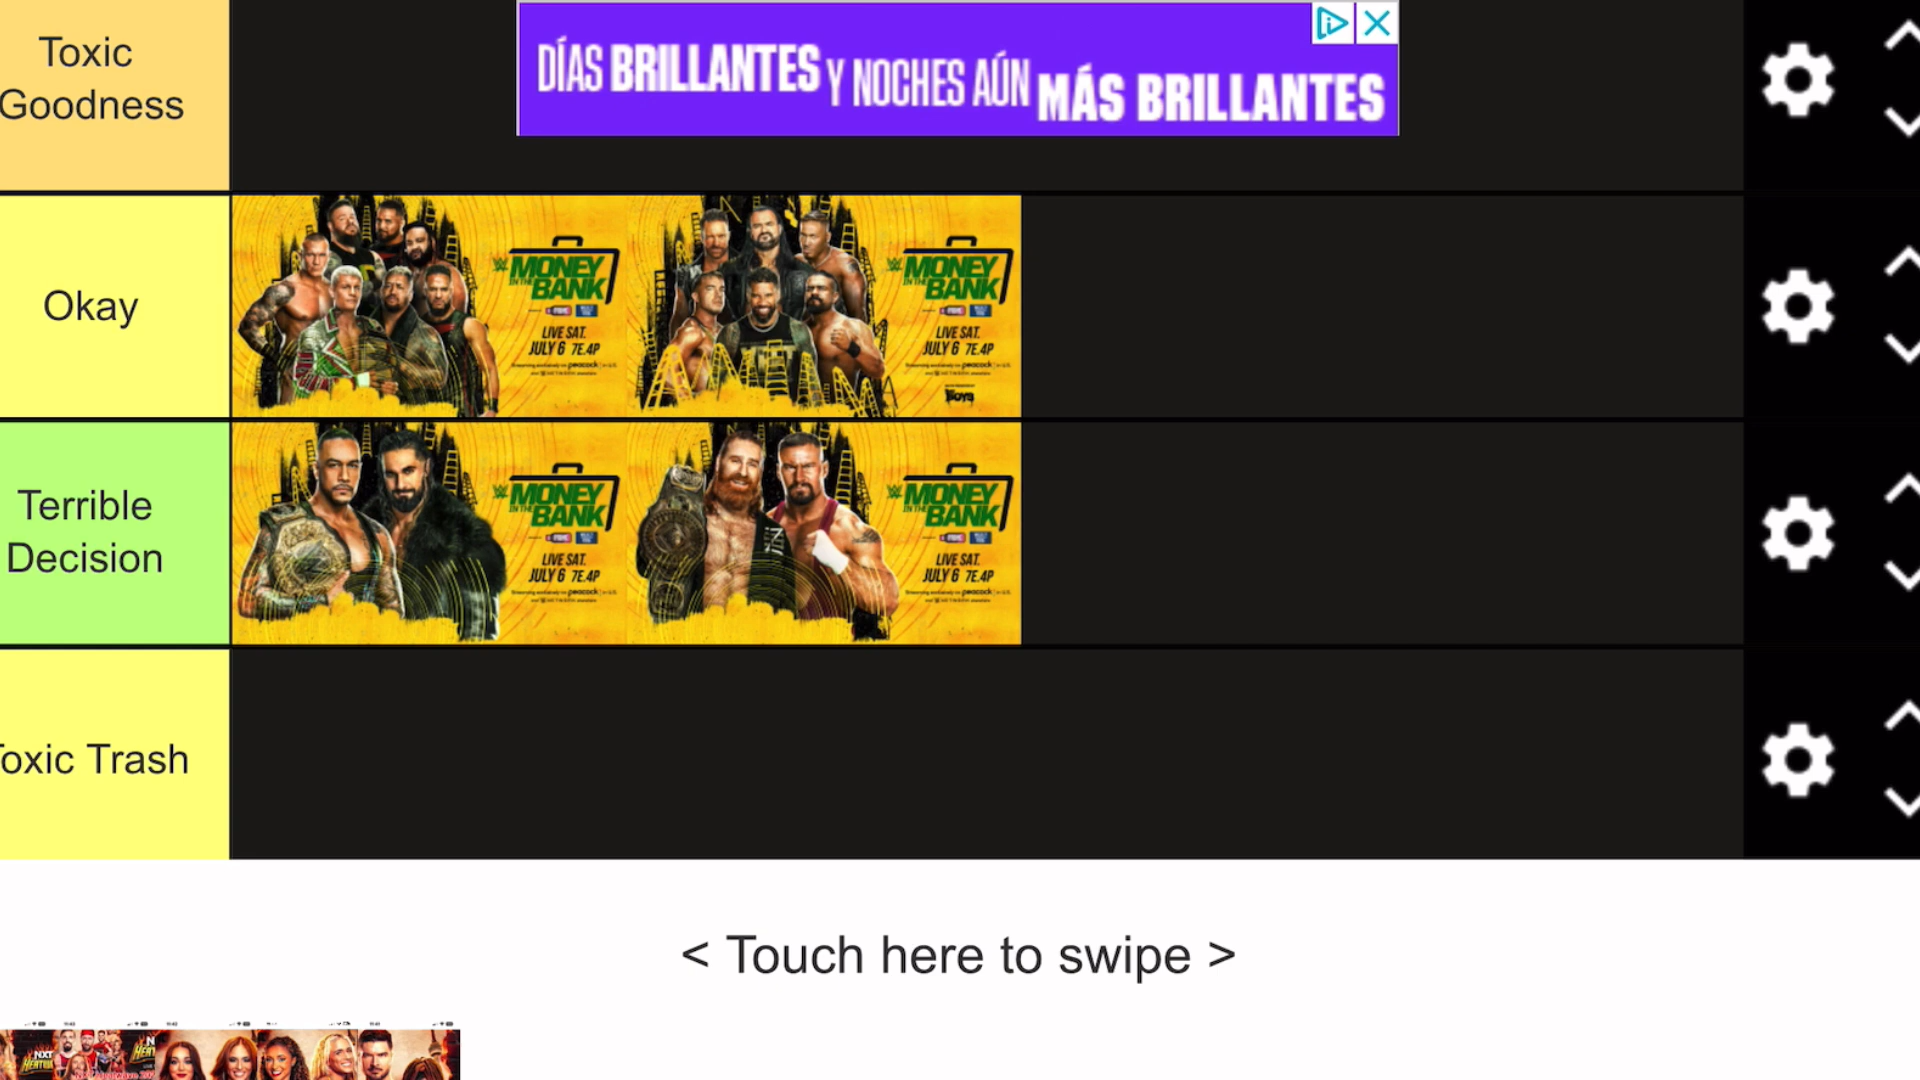 Toxic
Goodness
DÍAS BRILLANTES Y NOCHES AÚN MÁS BRILLANTES
Okay
MONEY
IN THE
BANK
LIVE SAT.
JULY 6 7E.4P
MONEY
IN THE
BANK
LIVE SAT.
JULY 6 7E.4P
Terrible
Decision
MONEY
IN THE
BANK
LIVE SAT.
JULY 6 7E.4P
MONEY
IN THE
BANK
LIVE SAT.
JULY 6 7E.4P
oxic Trash
< Touch here to swipe >
NXT